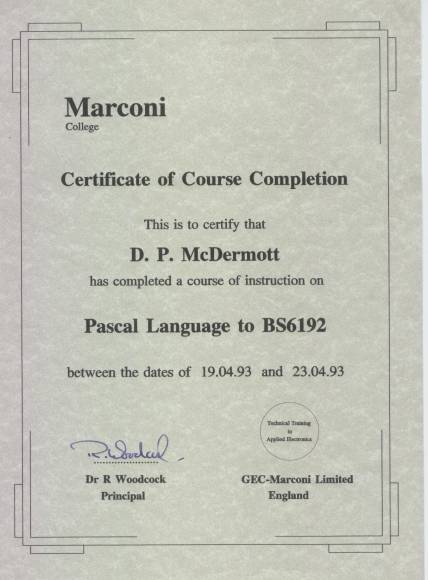 Marconi
College
Certificate of Course Completion
This is to certify that
D. P. McDermott
has completed a course of instruction on
Pascal Language to BS6192
between the dates of 19.04.93 and 23.04.93
Technical Training
in
Applied Electronics
R. Woodcock
Dr R Woodcock
Principal
GEC-Marconi Limited
England